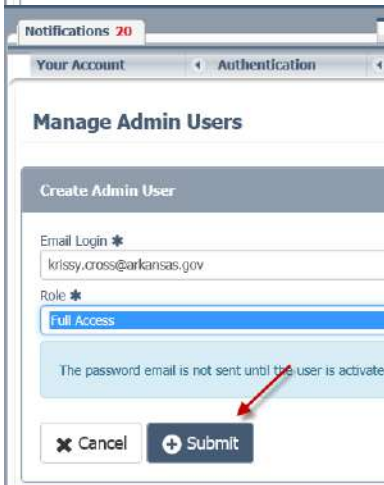 Notifications 20
Your Account Authentication
Manage Admin Users
Create Admin User
Email Login ✱
krissy.cross@arkansas.gov
Role ✱
Full Access
The password email is not sent until the user is activate
Cancel Submit